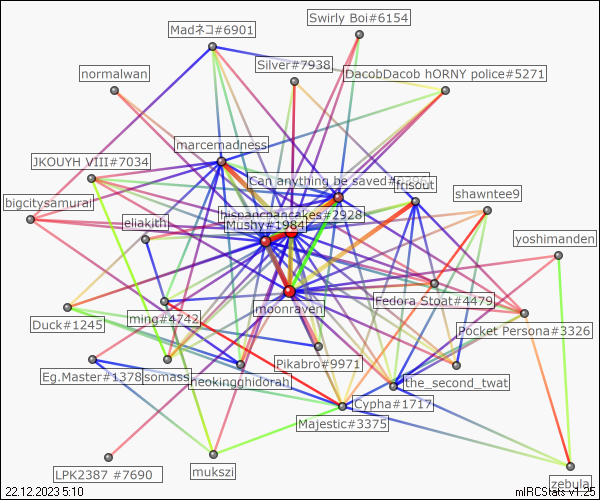 Swirly Boi#6154
Madネコ#6901
Silver#7938
normalwan
DacobDacob hORNY police#5271
marcemadness
JKOUYH VIII#7034
Can anything be saved
frisout
shawntee9
bigcitysamurai
hispanicpancakes#2928
eliakith
Mushy#1984
yoshimanden
moonraven
Fedora Stoat#4479
Duck#1245
ming#4742
Pocket Persona#3326
Pikabro#9971
Eg.Master#1378
somass
neokingghidorah
the_second_twat
Cypha#1717
Majestic#3375
LPK2387 #7690
mukszi
zebula
22.12.2023 5:10
mIRCStats v1.25